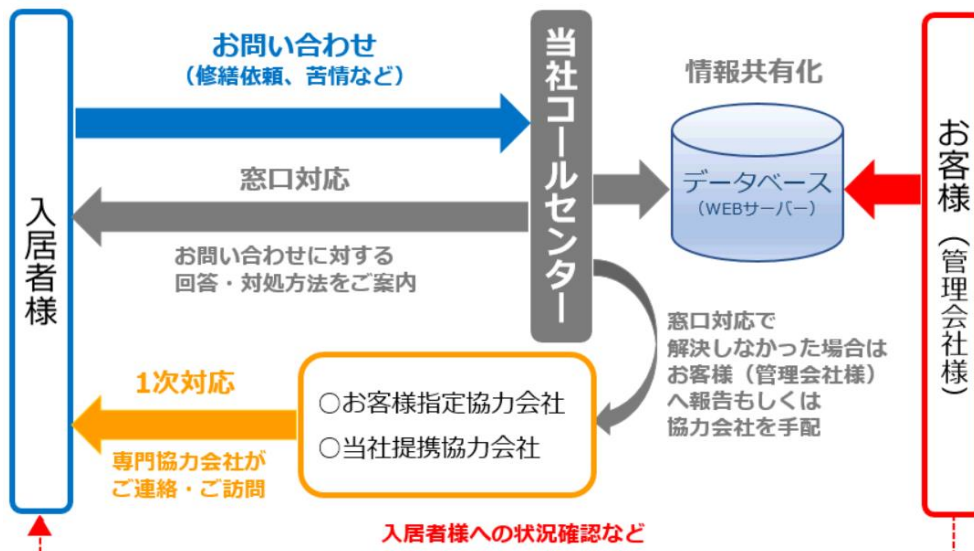 お問い合わせ
（修繕依頼、苦情など）
当社コールセンター
情報共有化
データベース
（WEBサーバー）
お客様（管理会社様）
入居者様
窓口対応
お問い合わせに対する
回答・対処方法をご案内
窓口対応で
解決しなかった場合は
お客様（管理会社様）
へ報告もしくは
協力会社を手配
1次対応
○お客様指定協力会社
○当社提携協力会社
専門協力会社が
ご連絡・ご訪問
入居者様への状況確認など